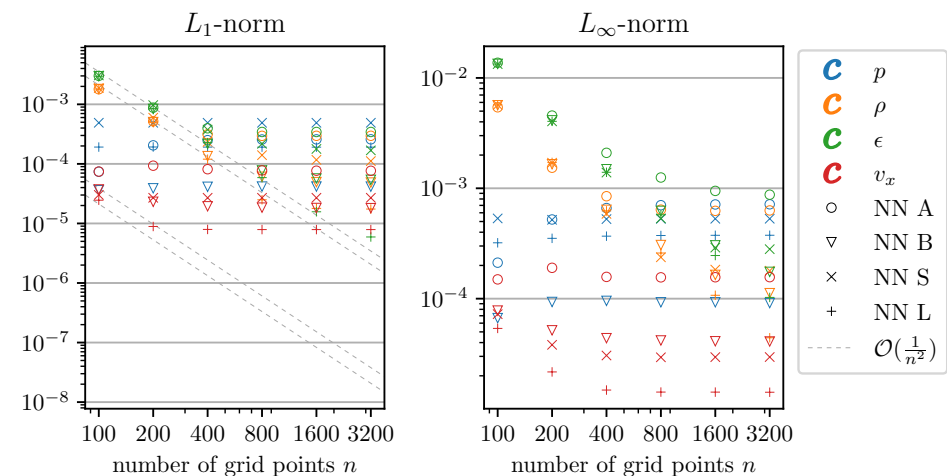 L₁-norm
10⁻³
10⁻⁴
10⁻⁵
10⁻⁶
10⁻⁷
10⁻⁸
100 200 400 800 1600 3200
number of grid points n
L∞-norm
10⁻²
10⁻³
10⁻⁴
100 200 400 800 1600 3200
number of grid points n
C p
C ρ
C ϵ
C vₓ
NN A
NN B
NN S
NN L
O(1/n²)